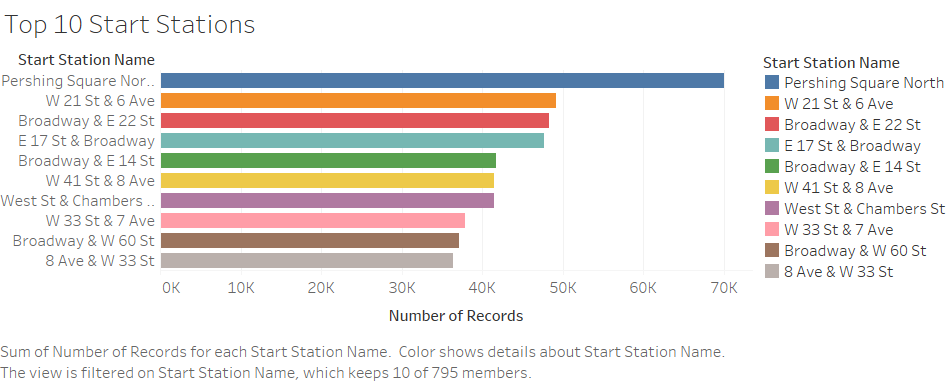 Top 10 Start Stations
Start Station Name
Pershing Square Nor..
W 21 St & 6 Ave
Broadway & E 22 St
E 17 St & Broadway
Broadway & E 14 St
W 41 St & 8 Ave
West St & Chambers ..
W 33 St & 7 Ave
Broadway & W 60 St
8 Ave & W 33 St
0K 10K 20K 30K 40K 50K 60K 70K
Number of Records
Start Station Name
Pershing Square North
W 21 St & 6 Ave
Broadway & E 22 St
E 17 St & Broadway
Broadway & E 14 St
W 41 St & 8 Ave
West St & Chambers St
W 33 St & 7 Ave
Broadway & W 60 St
8 Ave & W 33 St
Sum of Number of Records for each Start Station Name.  Color shows details about Start Station Name.
The view is filtered on Start Station Name, which keeps 10 of 795 members.